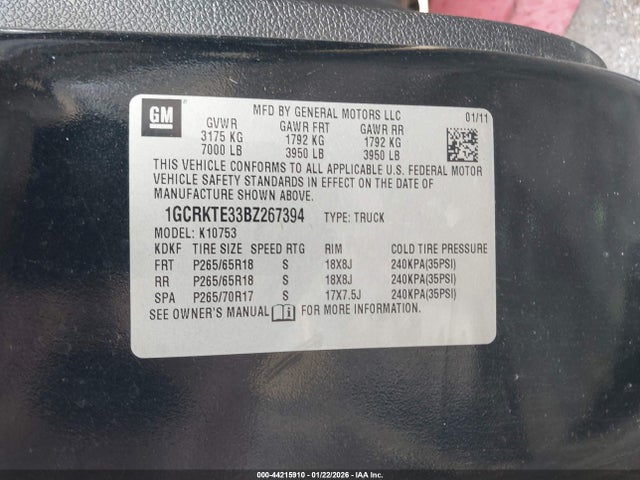 GM
MFD BY GENERAL MOTORS LLC 01/11
GVWR GAWR FRT GAWR RR
3175 KG 1792 KG 1792 KG
7000 LB 3950 LB 3950 LB
THIS VEHICLE CONFORMS TO ALL APPLICABLE U.S. FEDERAL MOTOR
VEHICLE SAFETY STANDARDS IN EFFECT ON THE DATE OF
MANUFACTURE SHOWN ABOVE.
1GCRKTE33BZ267394 TYPE: TRUCK
MODEL: K10753
KDKF TIRE SIZE SPEED RTG RIM COLD TIRE PRESSURE
FRT P265/65R18 S 18X8J 240KPA(35PSI)
RR P265/65R18 S 18X8J 240KPA(35PSI)
SPA P265/70R17 S 17X7.5J 240KPA(35PSI)
SEE OWNER'S MANUAL i FOR MORE INFORMATION.
000-44215910 - 01/22/2026 - IAA Inc.